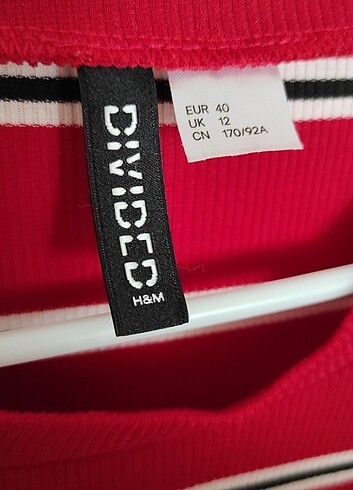 DIVIDED
H&M
EUR 40
UK 12
CN 170/92A